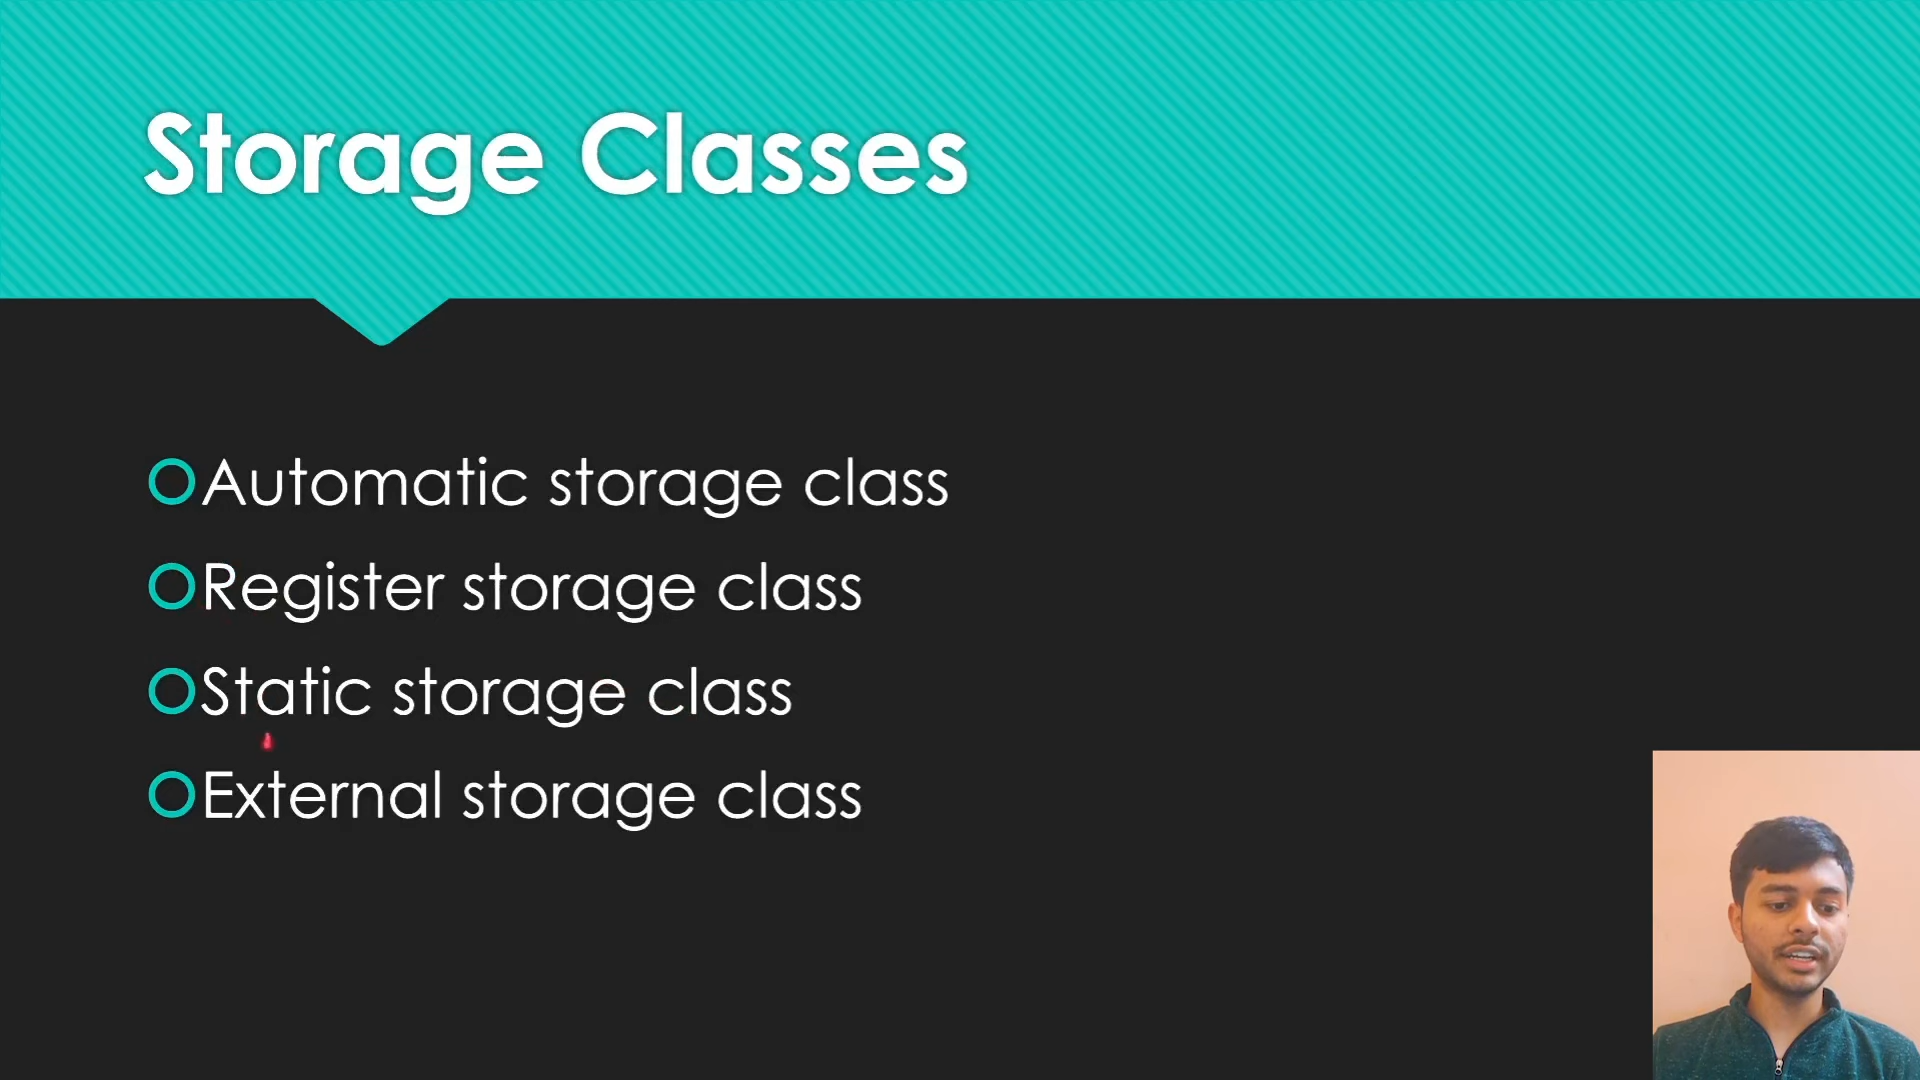 Storage Classes
Automatic storage class
Register storage class
Static storage class
External storage class